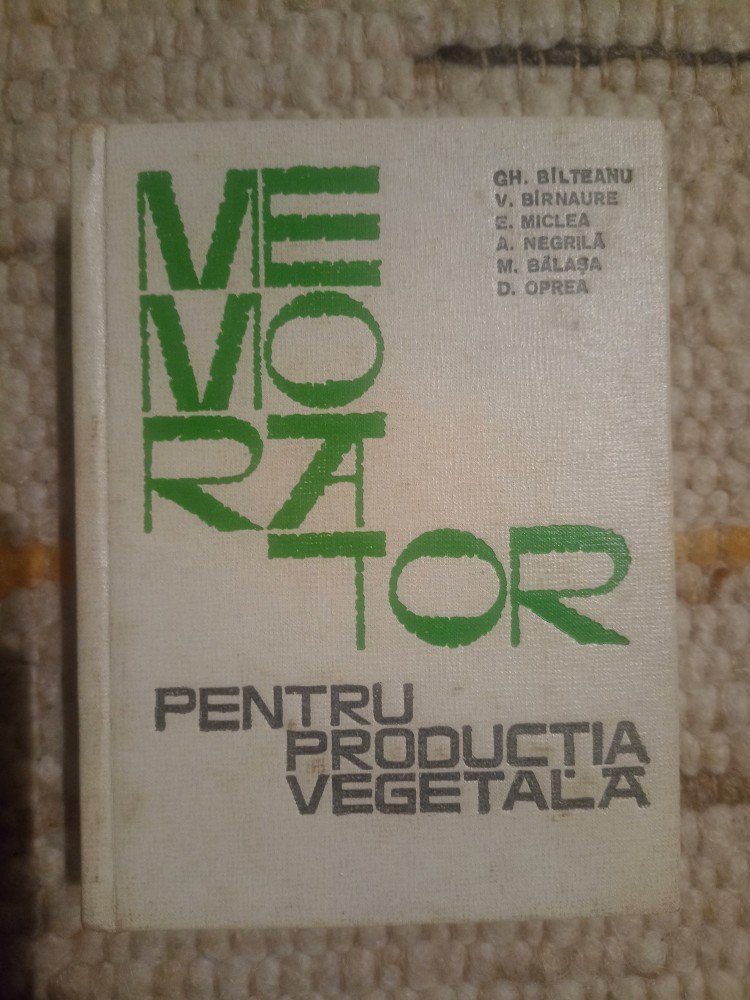 MEMORATOR
GH. BÎLTEANU
V. BÎRNAURE
E. MICLEA
A. NEGRILĂ
M. BĂLAȘA
D. OPREA
PENTRU
PRODUCȚIA
VEGETALĂ